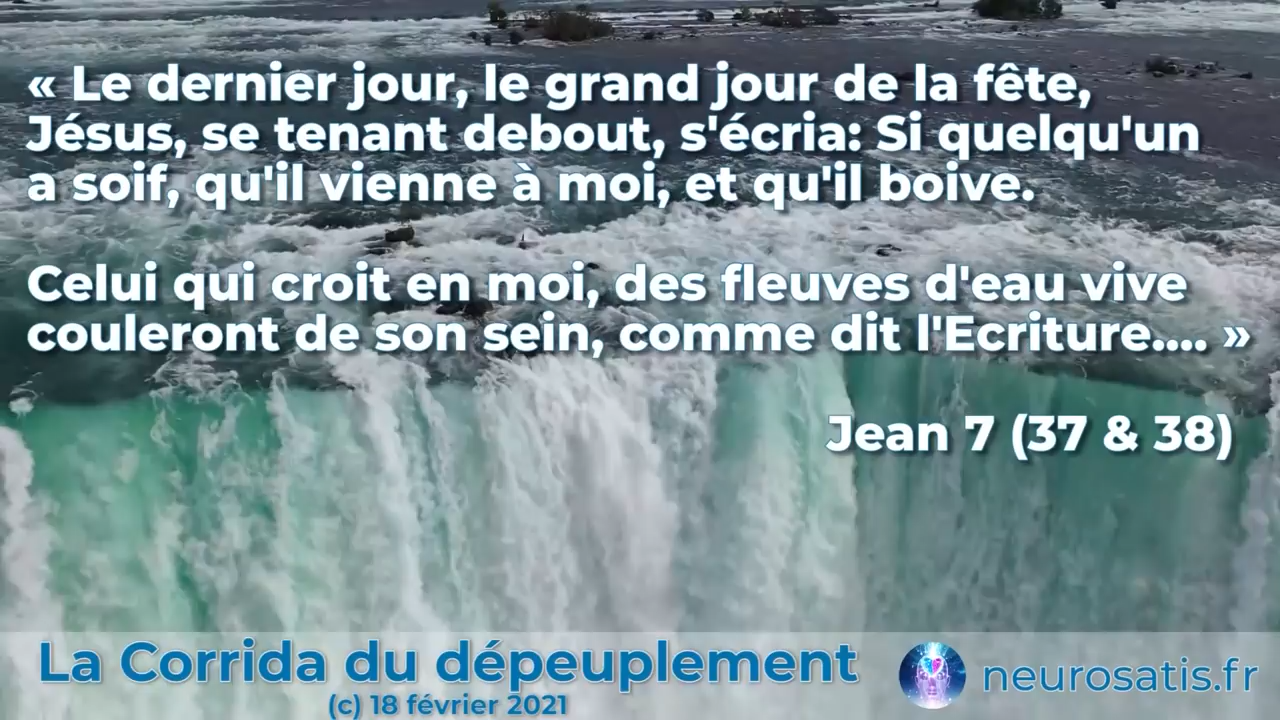 « Le dernier jour, le grand jour de la fête,
Jésus, se tenant debout, s'écria: Si quelqu'un
a soif, qu'il vienne à moi, et qu'il boive.
Celui qui croit en moi, des fleuves d'eau vive
couleront de son sein, comme dit l'Ecriture.... »
Jean 7 (37 & 38)
La Corrida du dépeuplement
(c) 18 février 2021
neurosatis.fr